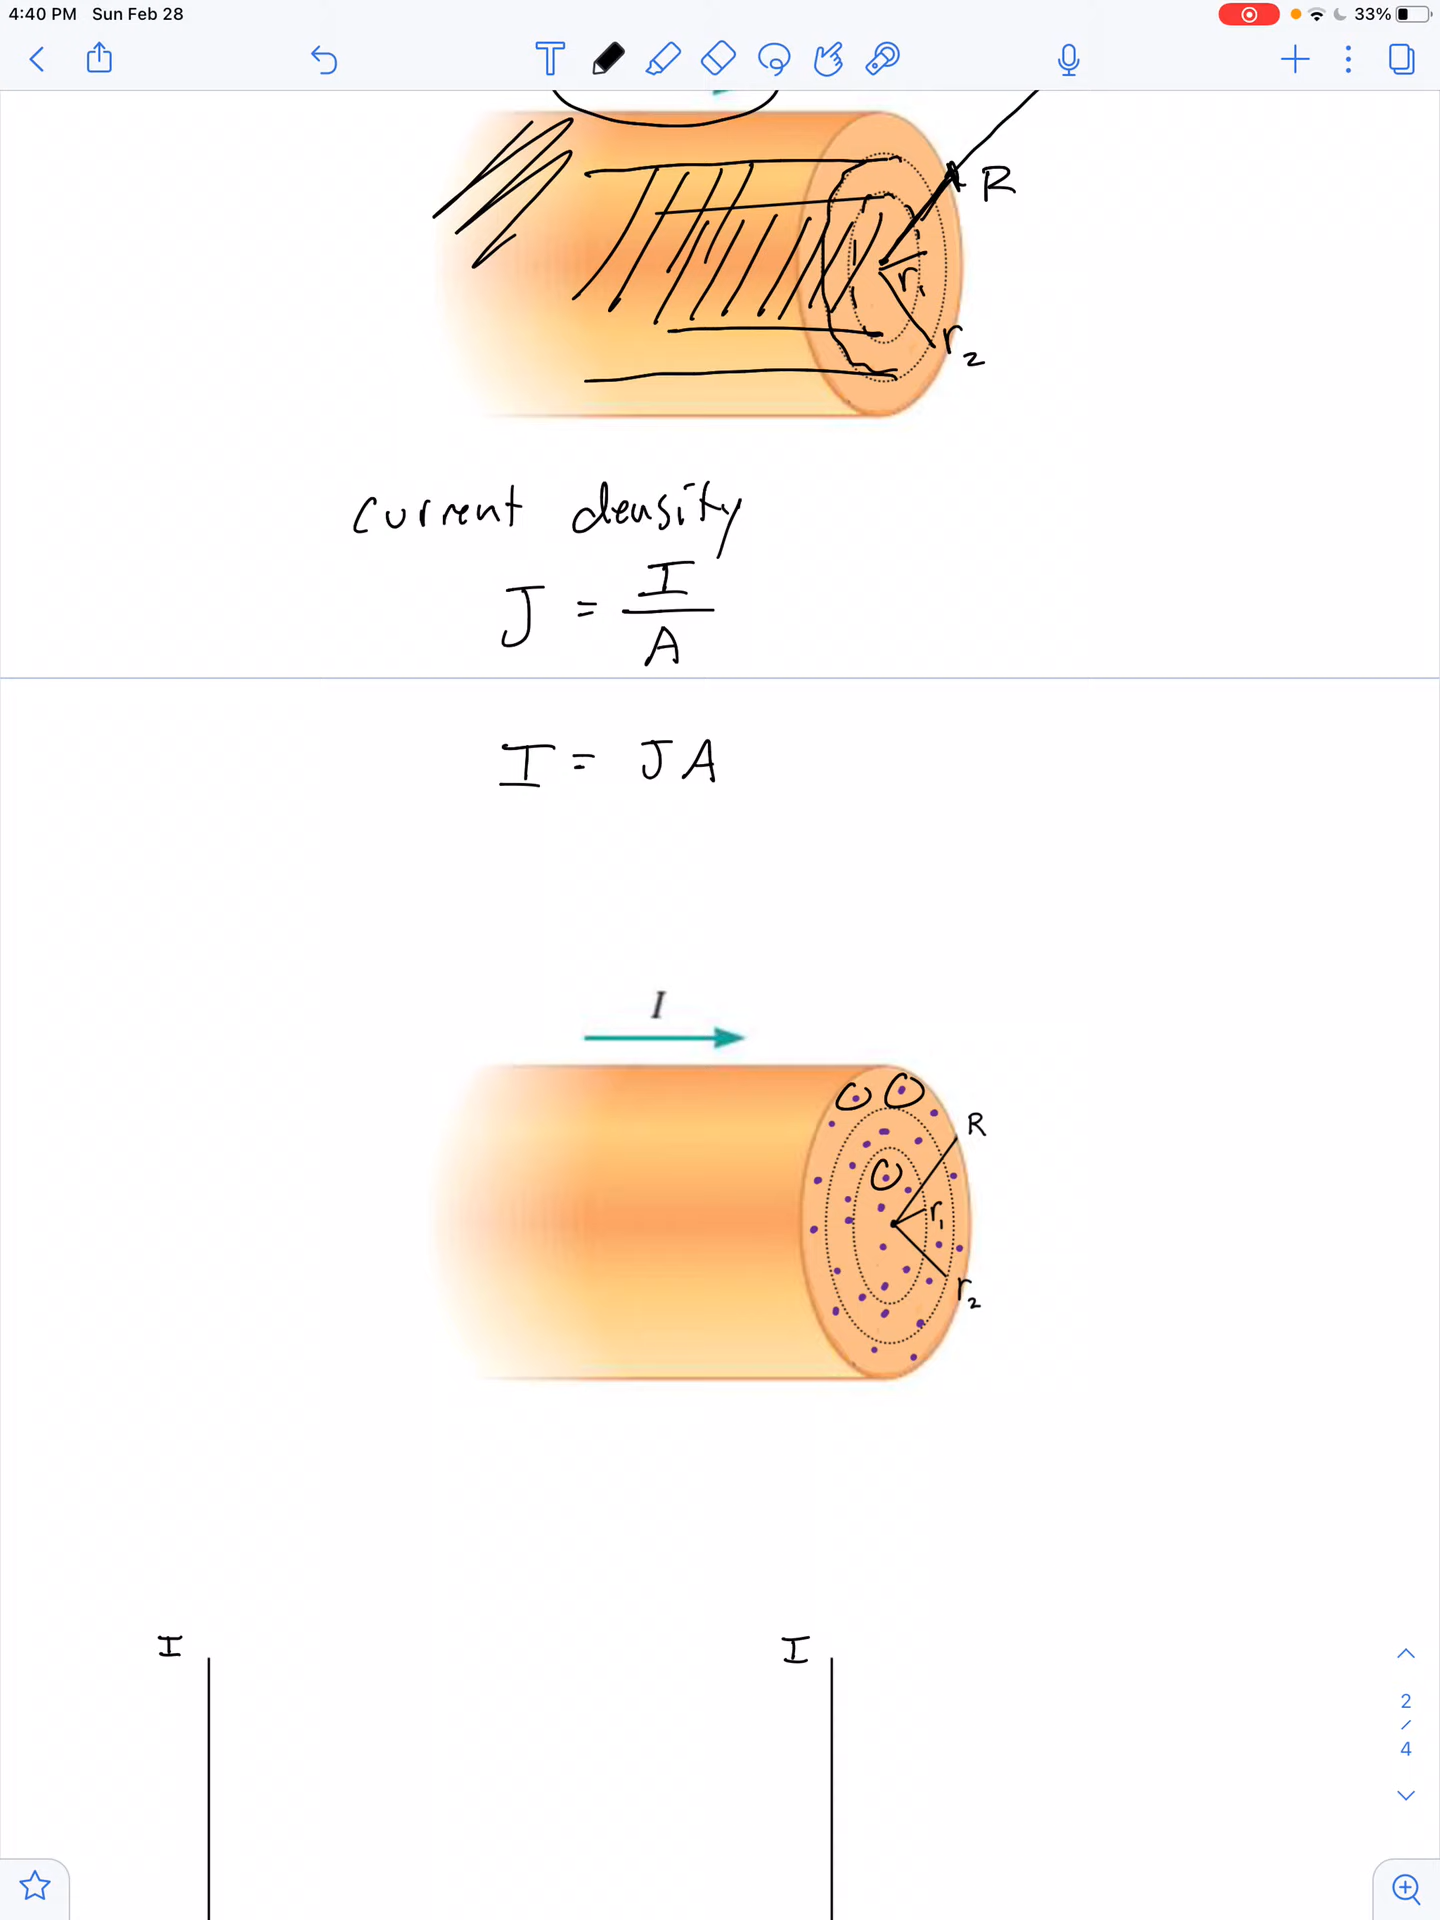 4:40 PM Sun Feb 28
33%
T
R
r₁
r₂
current density
J = I/A
I = JA
I
R
r₁
r₂
I
I
2
/
4